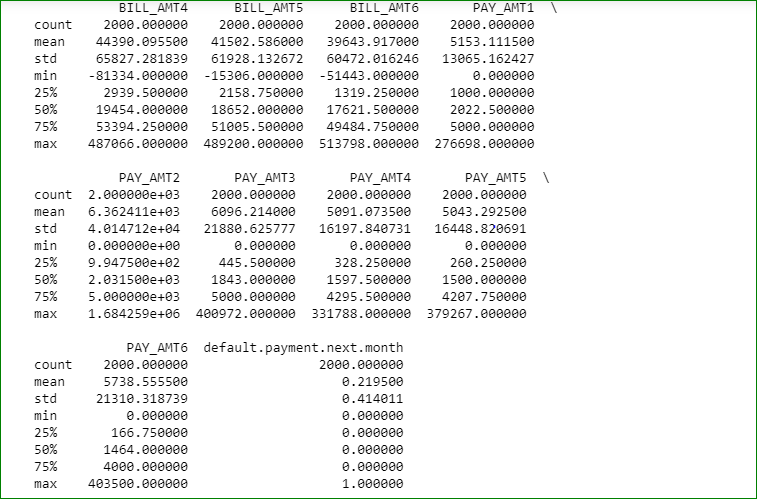 BILL_AMT4 BILL_AMT5 BILL_AMT6 PAY_AMT1 \
count 2000.000000 2000.000000 2000.000000 2000.000000
mean 44390.095500 41502.586000 39643.917000 5153.111500
std 65827.281839 61928.132672 60472.016246 13065.162427
min -81334.000000 -15306.000000 -51443.000000 0.000000
25% 2939.500000 2158.750000 1319.250000 1000.000000
50% 19454.000000 18652.000000 17621.500000 2022.500000
75% 53394.250000 51005.500000 49484.750000 5000.000000
max 487066.000000 489200.000000 513798.000000 276698.000000
PAY_AMT2 PAY_AMT3 PAY_AMT4 PAY_AMT5 \
count 2.000000e+03 2000.000000 2000.000000 2000.000000
mean 6.362411e+03 6096.214000 5091.073500 5043.292500
std 4.014712e+04 21880.625777 16197.840731 16448.820691
min 0.000000e+00 0.000000 0.000000 0.000000
25% 9.947500e+02 445.500000 328.250000 260.250000
50% 2.031500e+03 1843.000000 1597.500000 1500.000000
75% 5.000000e+03 5000.000000 4295.500000 4207.750000
max 1.684259e+06 400972.000000 331788.000000 379267.000000
PAY_AMT6 default.payment.next.month
count 2000.000000 2000.000000
mean 5738.555500 0.219500
std 21310.318739 0.414011
min 0.000000 0.000000
25% 166.750000 0.000000
50% 1464.000000 0.000000
75% 4000.000000 0.000000
max 403500.000000 1.000000